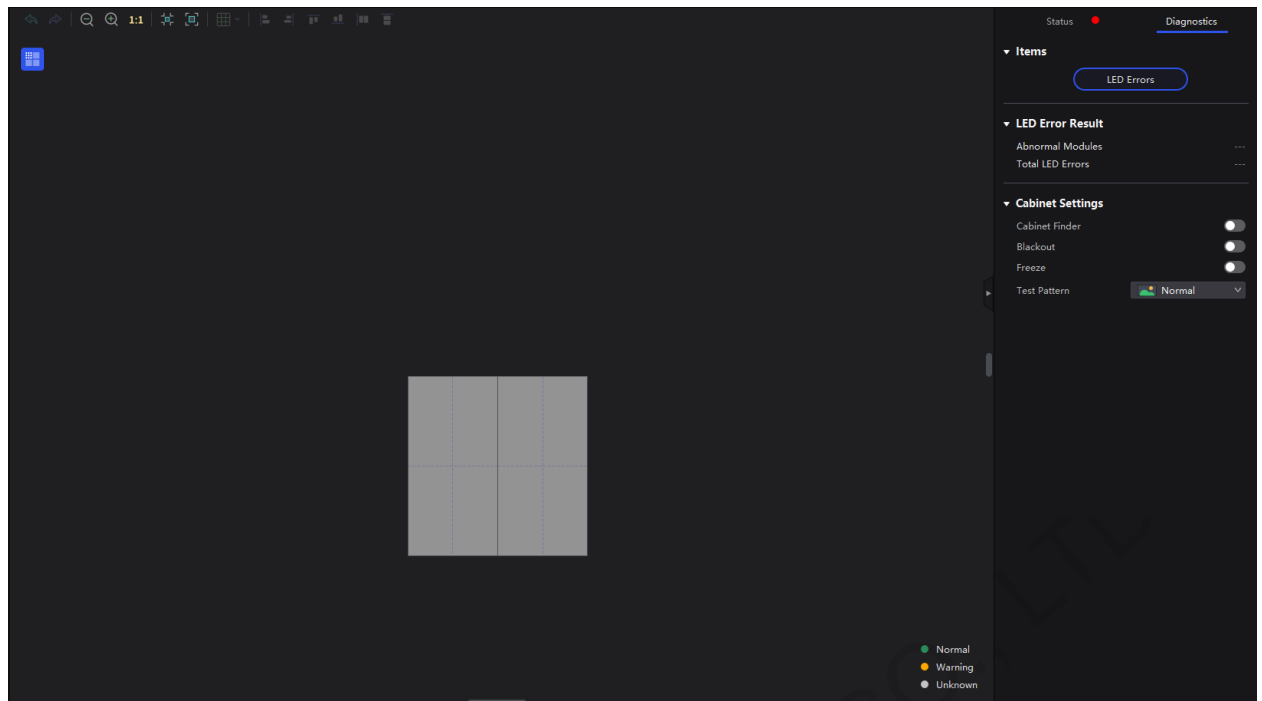 1:1
Status
Diagnostics
Items
LED Errors
LED Error Result
Abnormal Modules ---
Total LED Errors ---
Cabinet Settings
Cabinet Finder
Blackout
Freeze
Test Pattern Normal
Normal
Warning
Unknown